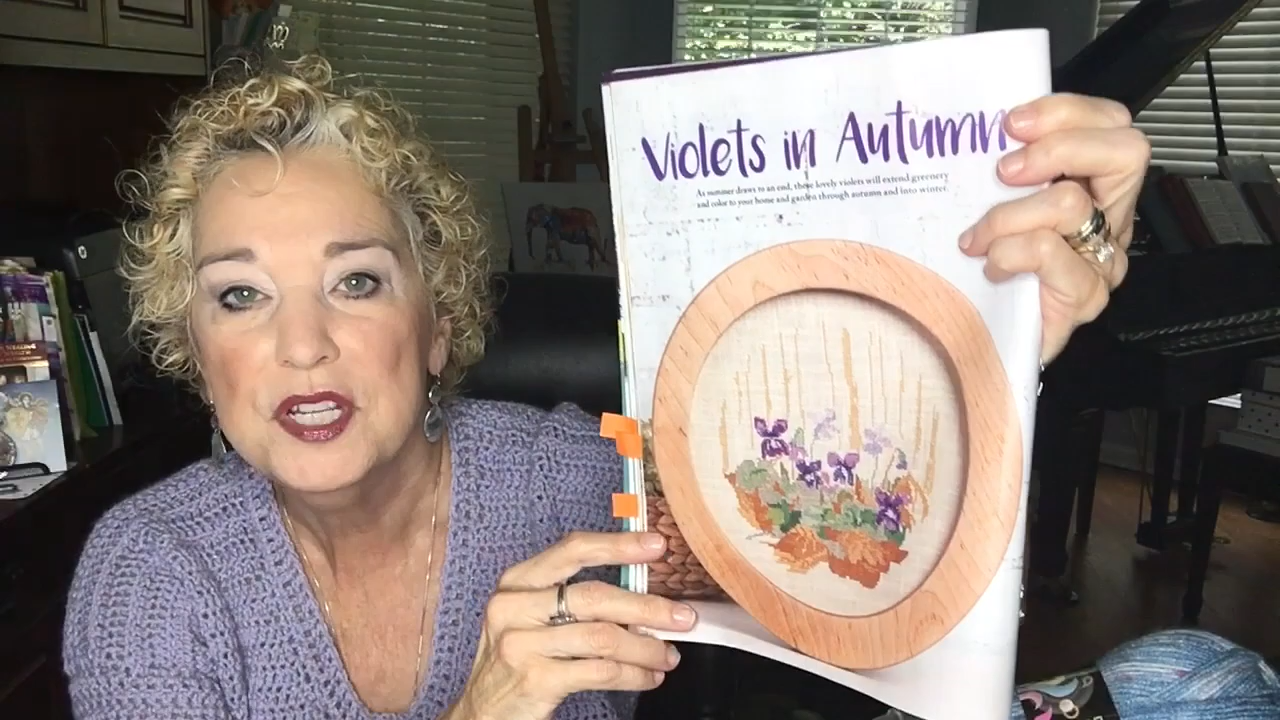 Violets in Autumn
As summer draws to an end, these lovely violets will extend greenery
and color to your home and garden through autumn and into winter.